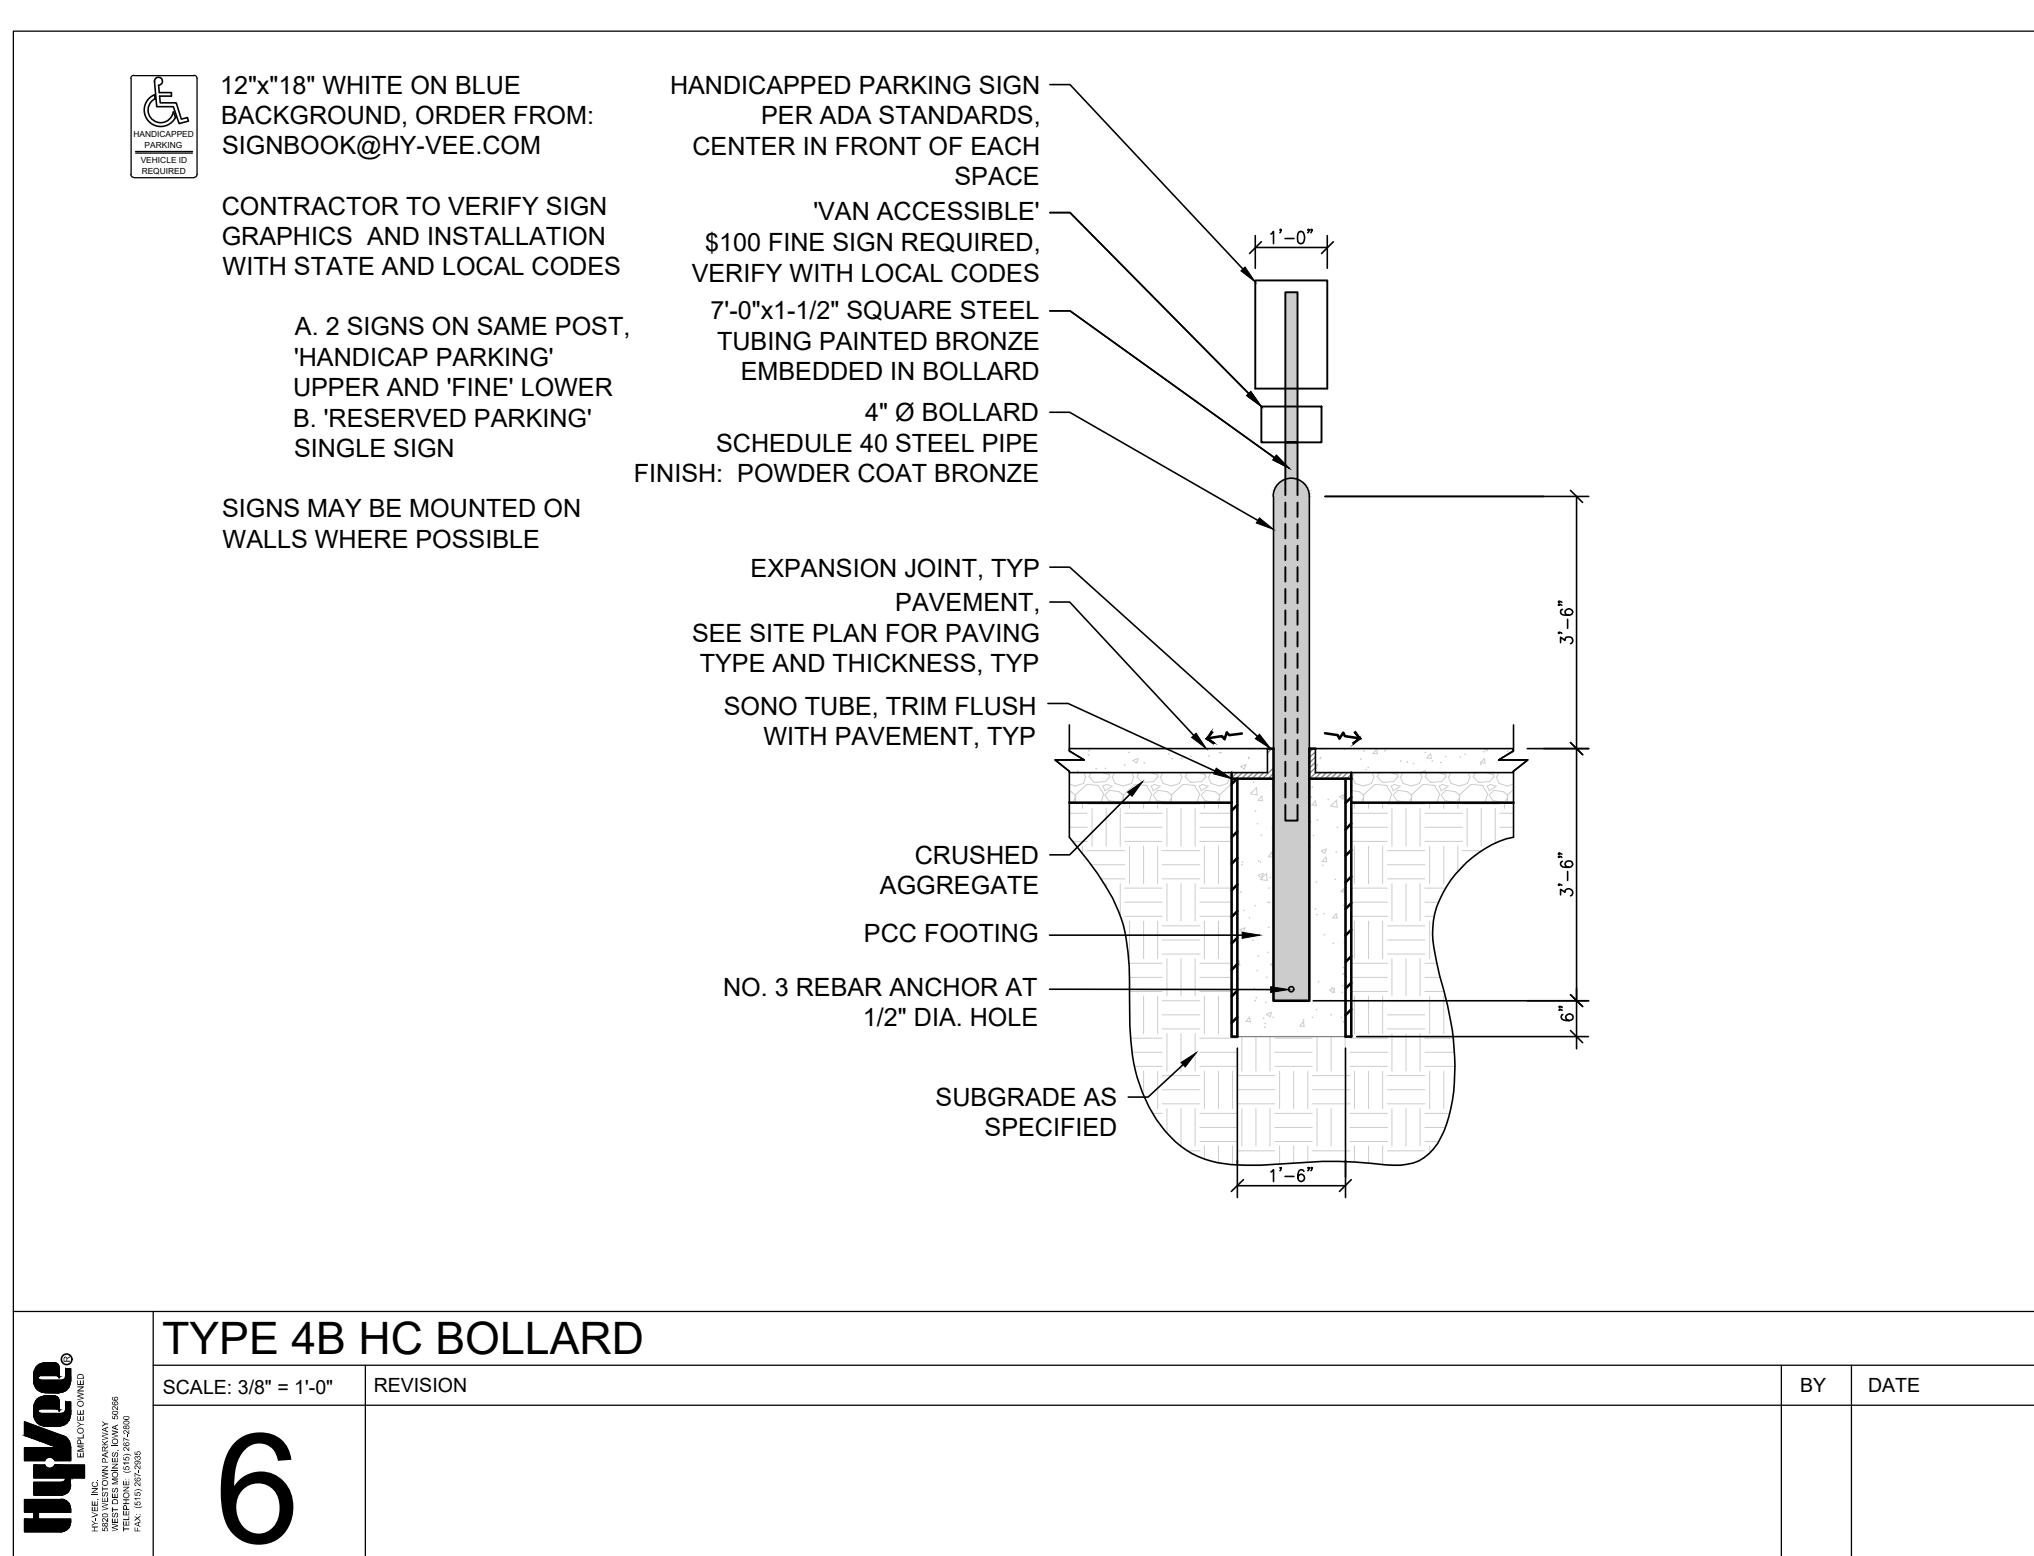 HANDICAPPED
PARKING
VEHICLE ID
REQUIRED
12"x"18" WHITE ON BLUE
BACKGROUND, ORDER FROM:
SIGNBOOK@HY-VEE.COM
CONTRACTOR TO VERIFY SIGN
GRAPHICS AND INSTALLATION
WITH STATE AND LOCAL CODES
A. 2 SIGNS ON SAME POST,
'HANDICAP PARKING'
UPPER AND 'FINE' LOWER
B. 'RESERVED PARKING'
SINGLE SIGN
SIGNS MAY BE MOUNTED ON
WALLS WHERE POSSIBLE
HANDICAPPED PARKING SIGN
PER ADA STANDARDS,
CENTER IN FRONT OF EACH
SPACE
'VAN ACCESSIBLE'
$100 FINE SIGN REQUIRED,
VERIFY WITH LOCAL CODES
7'-0"x1-1/2" SQUARE STEEL
TUBING PAINTED BRONZE
EMBEDDED IN BOLLARD
4" Ø BOLLARD
SCHEDULE 40 STEEL PIPE
FINISH: POWDER COAT BRONZE
EXPANSION JOINT, TYP
PAVEMENT,
SEE SITE PLAN FOR PAVING
TYPE AND THICKNESS, TYP
SONO TUBE, TRIM FLUSH
WITH PAVEMENT, TYP
CRUSHED
AGGREGATE
PCC FOOTING
NO. 3 REBAR ANCHOR AT
1/2" DIA. HOLE
SUBGRADE AS
SPECIFIED
1'-0"
3'-6"
3'-6"
6"
1'-6"
HyVee®
EMPLOYEE OWNED
HY-VEE, INC.
5820 WESTOWN PARKWAY
WEST DES MOINES, IOWA 50266
TELEPHONE: (515) 267-2800
FAX: (515) 267-2935
TYPE 4B HC BOLLARD
SCALE: 3/8" = 1'-0"
REVISION
BY
DATE
6